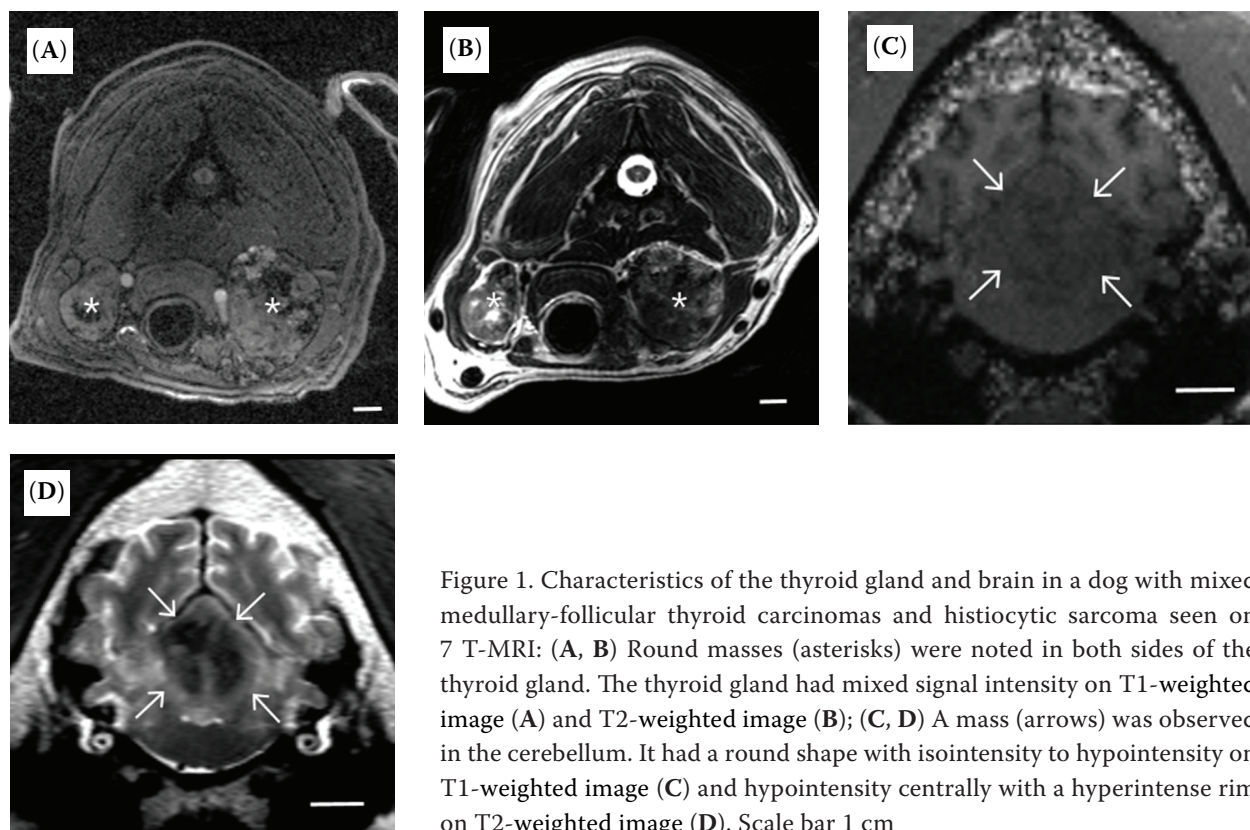 (A)
(B)
(C)
(D)
*
*
*
*
Figure 1. Characteristics of the thyroid gland and brain in a dog with mixed
medullary-follicular thyroid carcinomas and histiocytic sarcoma seen on
7 T-MRI: (A, B) Round masses (asterisks) were noted in both sides of the
thyroid gland. The thyroid gland had mixed signal intensity on T1-weighted
image (A) and T2-weighted image (B); (C, D) A mass (arrows) was observed
in the cerebellum. It had a round shape with isointensity to hypointensity on
T1-weighted image (C) and hypointensity centrally with a hyperintense rim
on T2-weighted image (D). Scale bar 1 cm